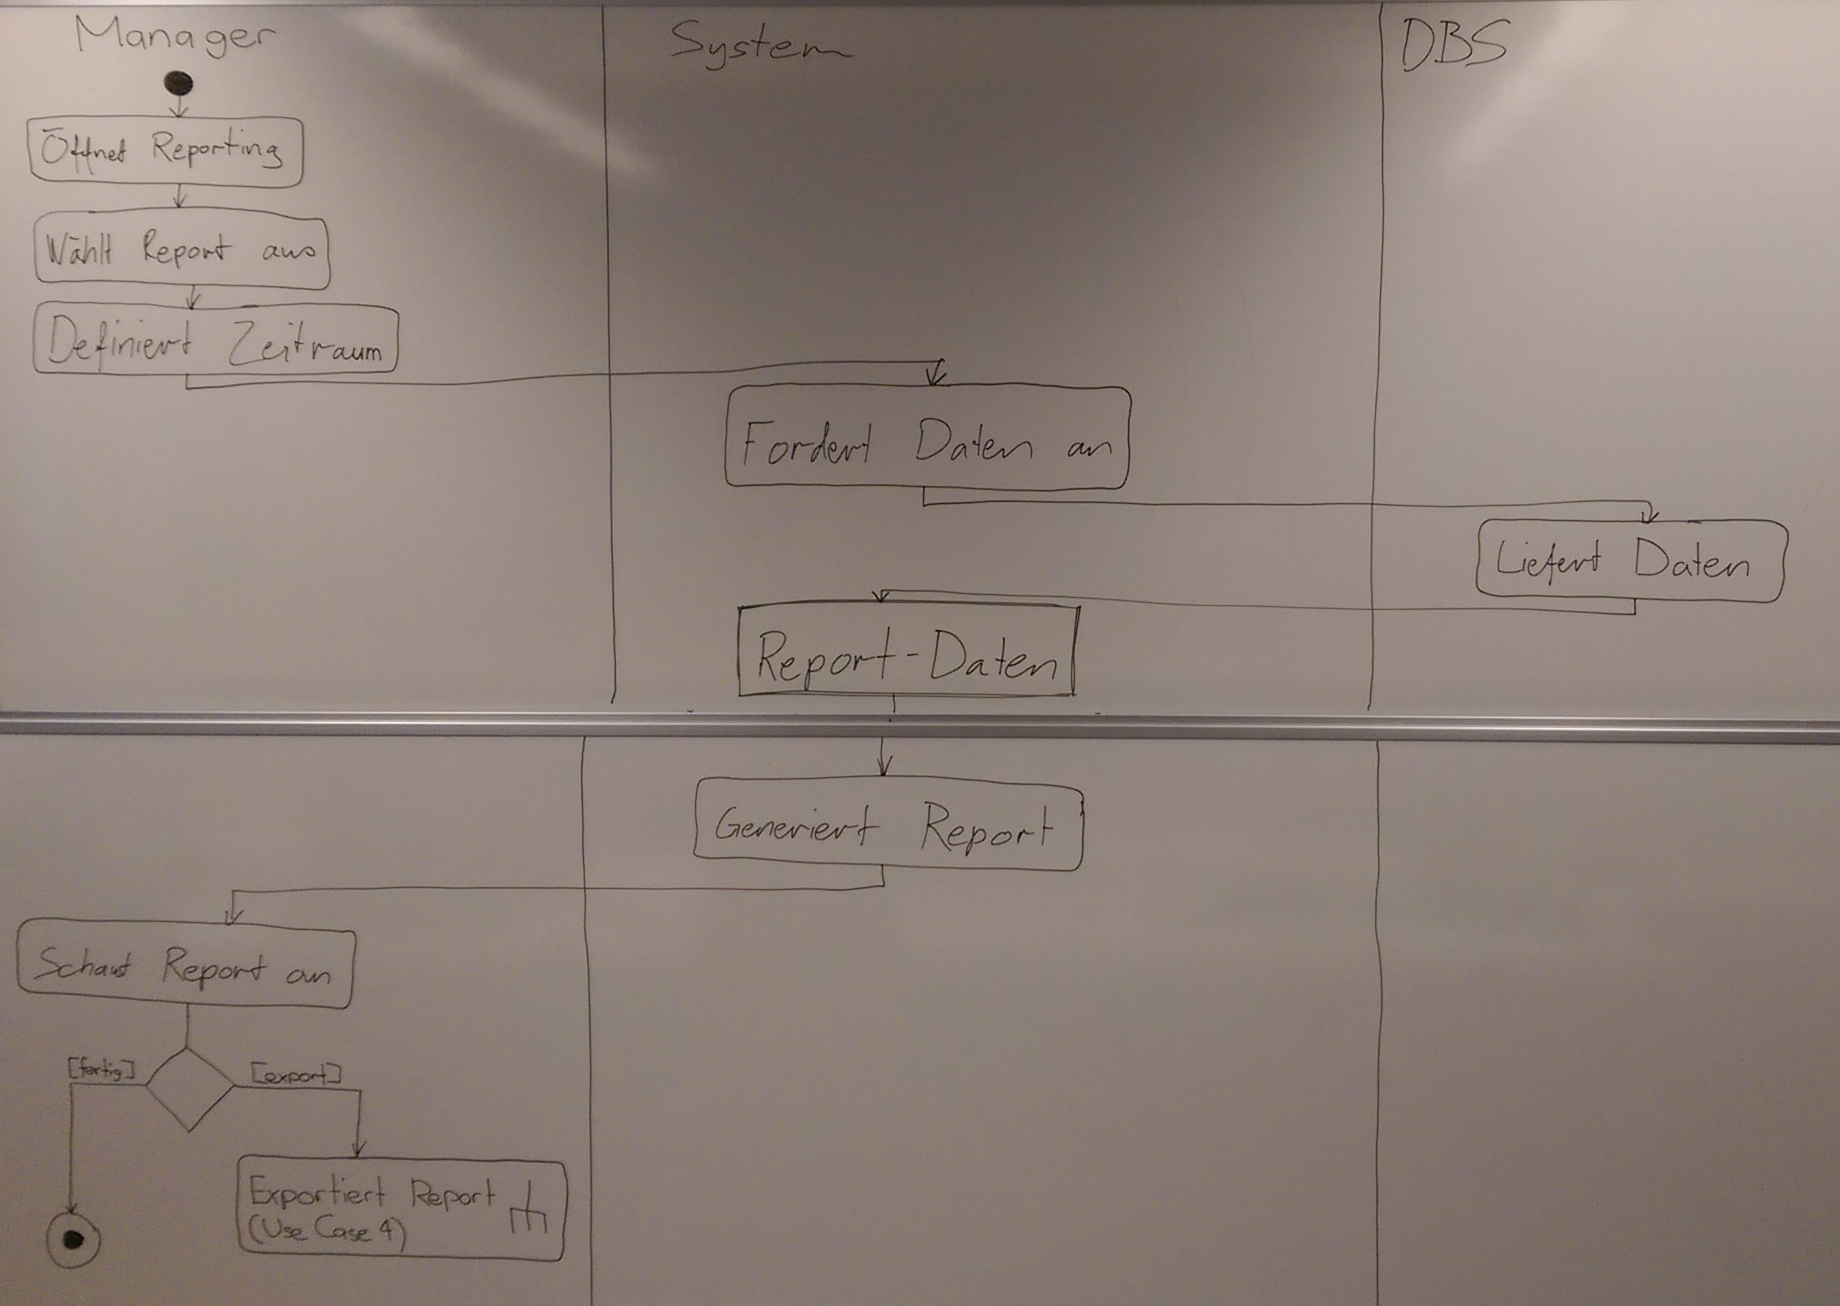 Manager
System
DBS
Öffnet Reporting
Wählt Report aus
Definiert Zeitraum
Fordert Daten an
Liefert Daten
Report-Daten
Generiert Report
Schaut Report an
[fertig]
[export]
Exportiert Report
(Use Case 4)